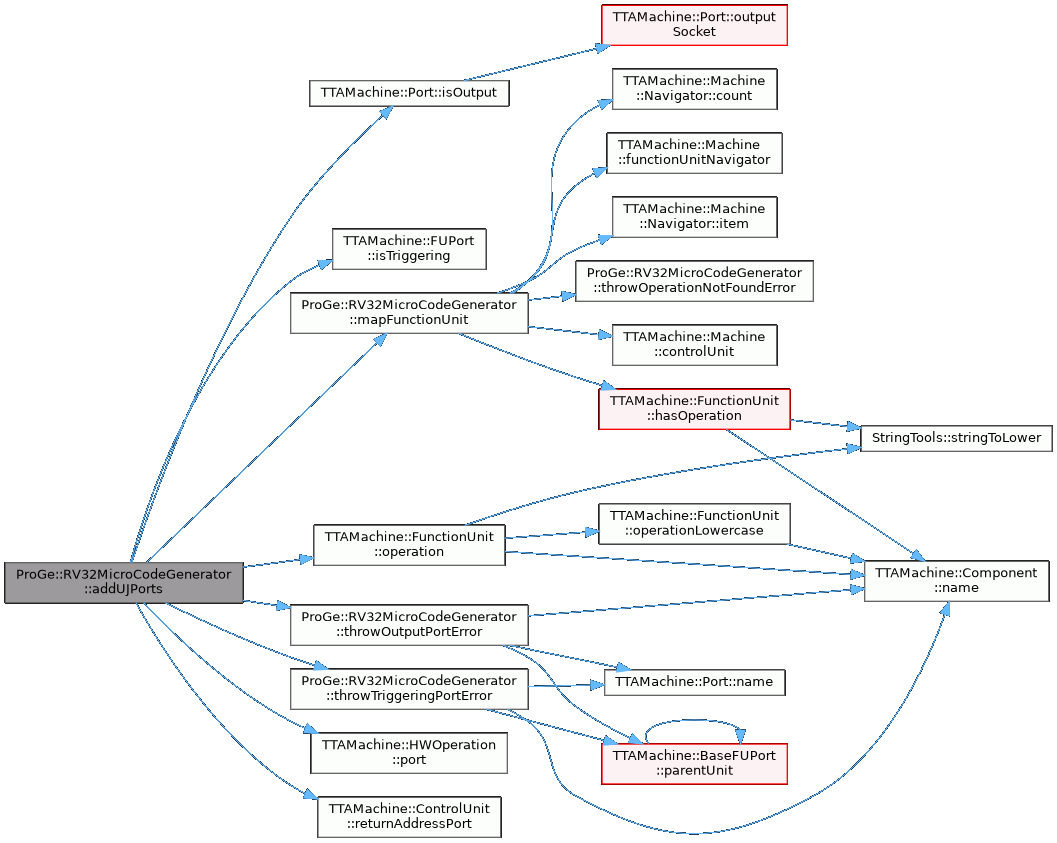 TTAMachine::Port::output
Socket
TTAMachine::Port::isOutput
TTAMachine::Machine
::Navigator::count
TTAMachine::Machine
::functionUnitNavigator
TTAMachine::Machine
::Navigator::item
TTAMachine::FUPort
::isTriggering
ProGe::RV32MicroCodeGenerator
::throwOperationNotFoundError
ProGe::RV32MicroCodeGenerator
::mapFunctionUnit
TTAMachine::Machine
::controlUnit
TTAMachine::FunctionUnit
::hasOperation
StringTools::stringToLower
TTAMachine::FunctionUnit
::operationLowercase
TTAMachine::FunctionUnit
::operation
ProGe::RV32MicroCodeGenerator
::addUJPorts
TTAMachine::Component
::name
ProGe::RV32MicroCodeGenerator
::throwOutputPortError
ProGe::RV32MicroCodeGenerator
::throwTriggeringPortError
TTAMachine::Port::name
TTAMachine::HWOperation
::port
TTAMachine::BaseFUPort
::parentUnit
TTAMachine::ControlUnit
::returnAddressPort